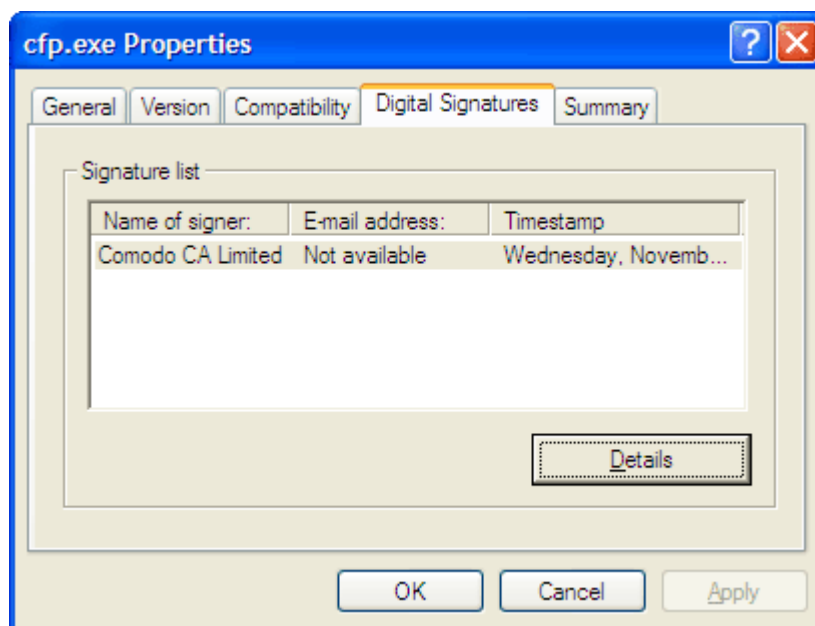 cfp.exe Properties
General Version Compatibility Digital Signatures Summary
Signature list
Name of signer: E-mail address: Timestamp
Comodo CA Limited Not available Wednesday, Novemb...
Details
OK Cancel Apply